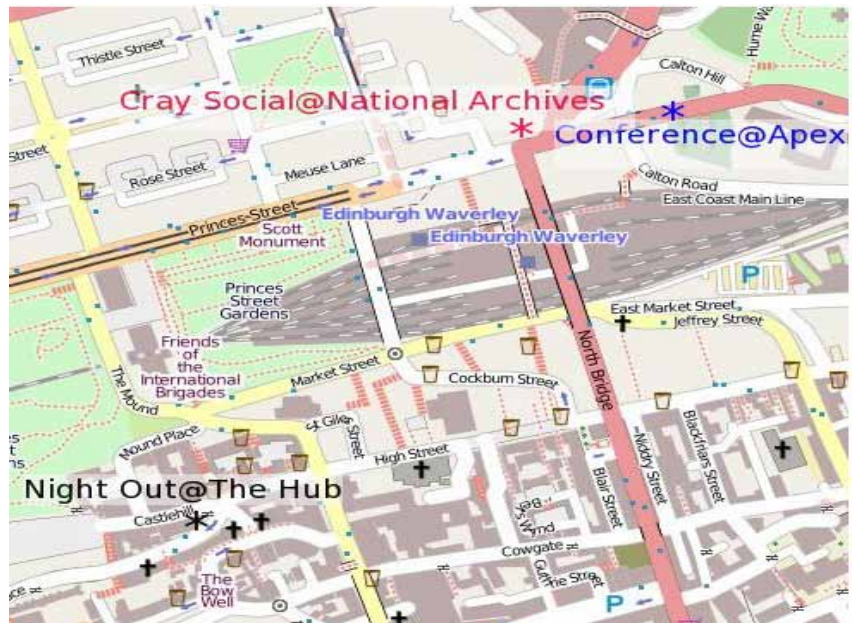 Hume Wa
Thistle Street
Calton Hill
Cray Social@National Archives
Conference@Apex
Street
Meuse Lane
Rose Street
Calton Road
East Coast Main Line
Princes Street
Edinburgh Waverley
Scott
Monument
Edinburgh Waverley
P
Princes
Street
Gardens
East Market Street
Jeffrey Street
Friends
of
the
International
Brigades
North Bridge
Market Street
The Mound
Cockburn Street
St Giles
Street
Mound Place
High Street
Niddry Street
Blackfriars Street
Blair Street
Night Out@The Hub
Castlehill
Cowgate
The
Bow
Well
P